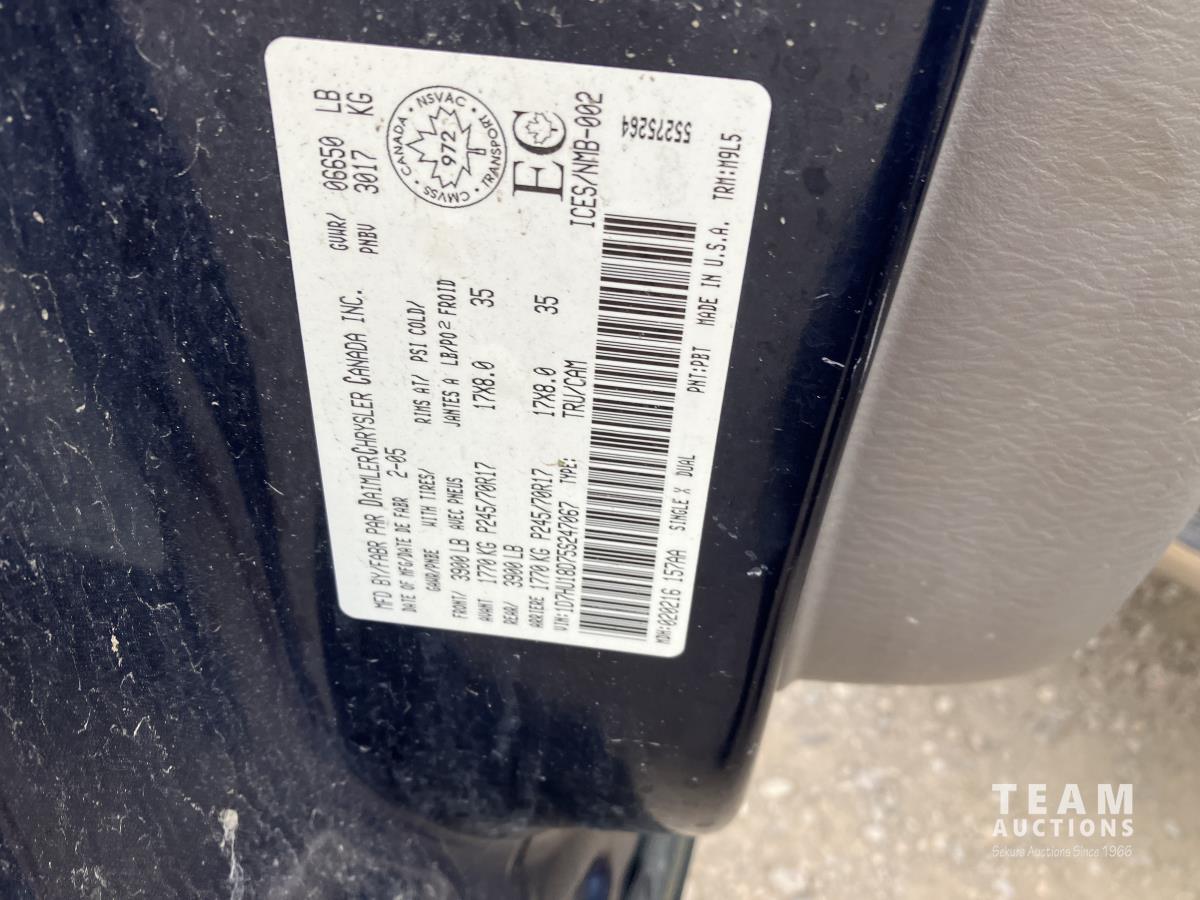 MFD BY/FABR PAR DAIMLERCHRYSLER CANADA INC.
DATE OF MFG/DATE DE FABR 2-05
GVWR/ 06650 LB
PNBV 3017 KG
GAWR/PNBE WITH TIRES/ RIMS AT/ PSI COLD/
AVEC PNEUS JANTES A LB/PO2 FROID
FRONT/ 3900 LB
AVANT 1770 KG P245/70R17 17X8.0 35
REAR/ 3900 LB
ARRIERE 1770 KG P245/70R17 17X8.0 35
CANADA • NSVAC • TRANSPORT • CMVSS •
972
EC
ICES/NMB-002
VIN:1D7HU18D75S247067 TYPE: TRU/CAM
55275264
MDH:020216 157AA SINGLE X DUAL PNT:PBT MADE IN U.S.A. TRM:M9L5
TEAM
AUCTIONS
Sekura Auctions Since 1966